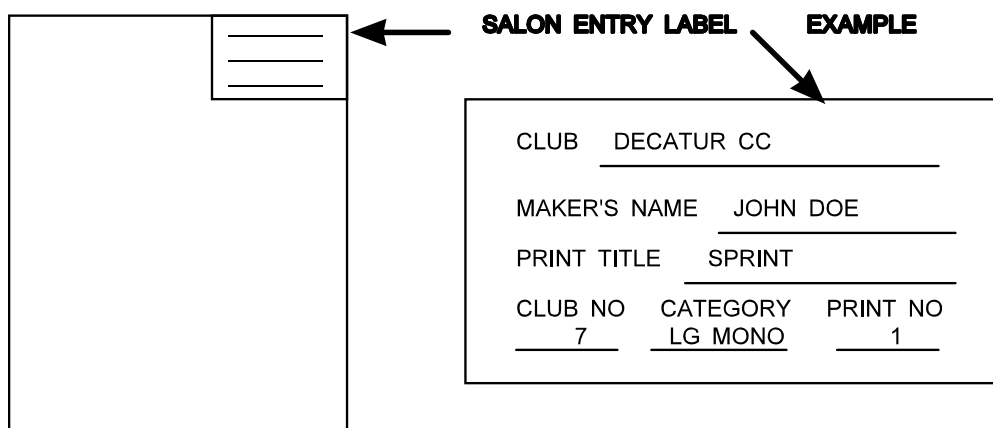 SALON ENTRY LABEL EXAMPLE
CLUB DECATUR CC
MAKER'S NAME JOHN DOE
PRINT TITLE SPRINT
CLUB NO CATEGORY PRINT NO
7 LG MONO 1